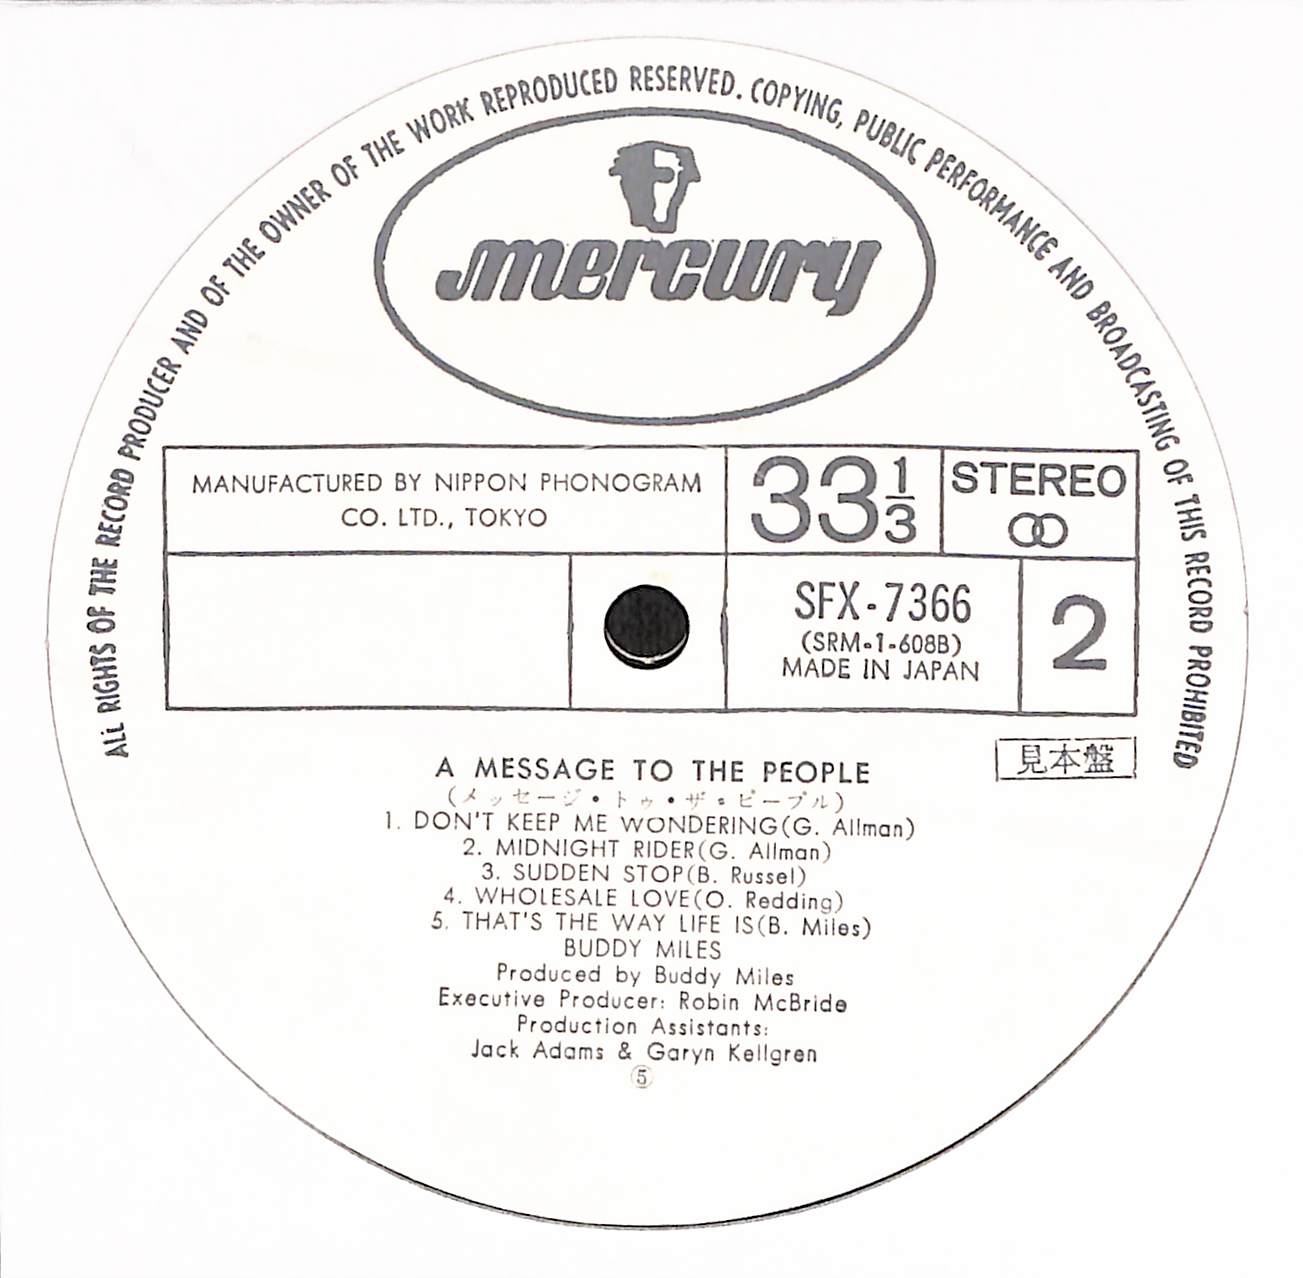 ALL RIGHTS OF THE RECORD PRODUCER AND OF THE OWNER OF THE WORK REPRODUCED RESERVED. COPYING, PUBLIC PERFORMANCE AND BROADCASTING OF THIS RECORD PROHIBITED
mercury
MANUFACTURED BY NIPPON PHONOGRAM
CO. LTD., TOKYO
33 1/3
STEREO
SFX-7366
(SRM-1-608B)
MADE IN JAPAN
2
見本盤
A MESSAGE TO THE PEOPLE
(メッセージ・トゥ・ザ・ピープル)
1. DON'T KEEP ME WONDERING(G. Allman)
2. MIDNIGHT RIDER(G. Allman)
3. SUDDEN STOP(B. Russel)
4. WHOLESALE LOVE(O. Redding)
5. THAT'S THE WAY LIFE IS(B. Miles)
BUDDY MILES
Produced by Buddy Miles
Executive Producer: Robin McBride
Production Assistants:
Jack Adams & Garyn Kellgren
⑤